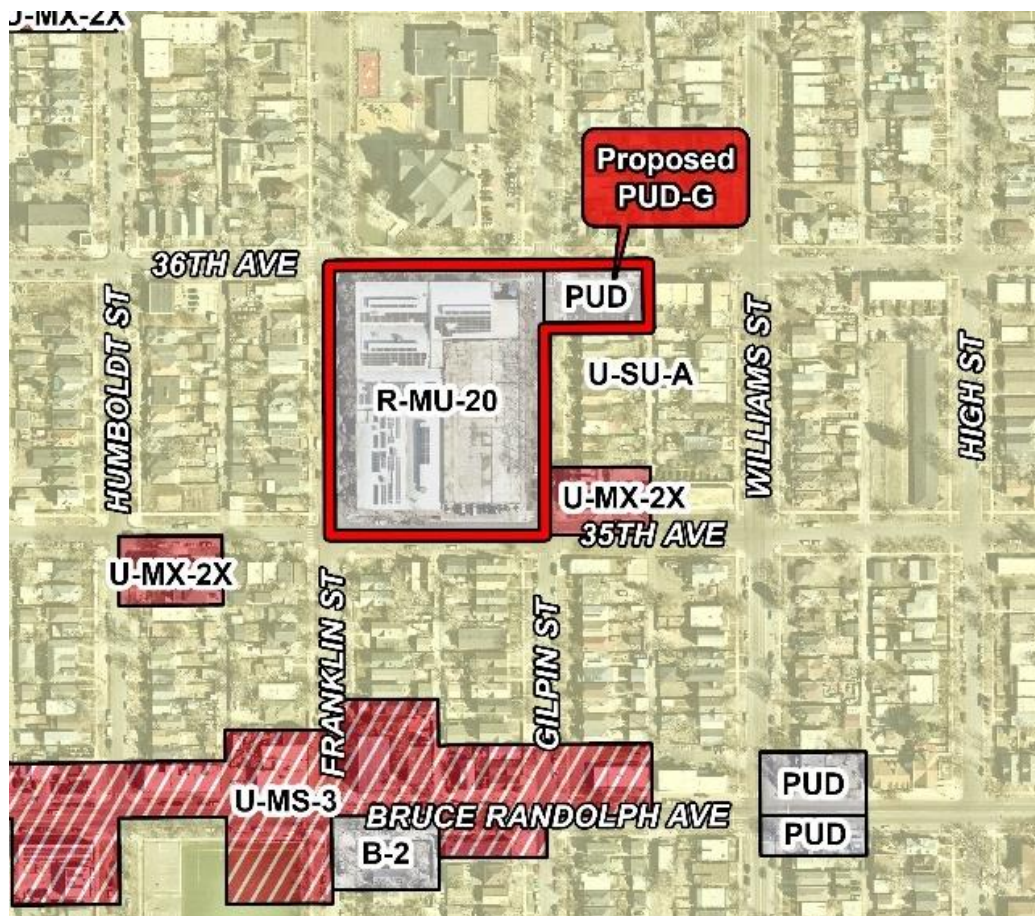 U-MX-2X
Proposed
PUD-G
36TH AVE
PUD
HUMBOLDT ST
R-MU-20
U-SU-A
WILLIAMS ST
HIGH ST
U-MX-2X
35TH AVE
U-MX-2X
FRANKLIN ST
GILPIN ST
U-MS-3
BRUCE RANDOLPH AVE
PUD
B-2
PUD